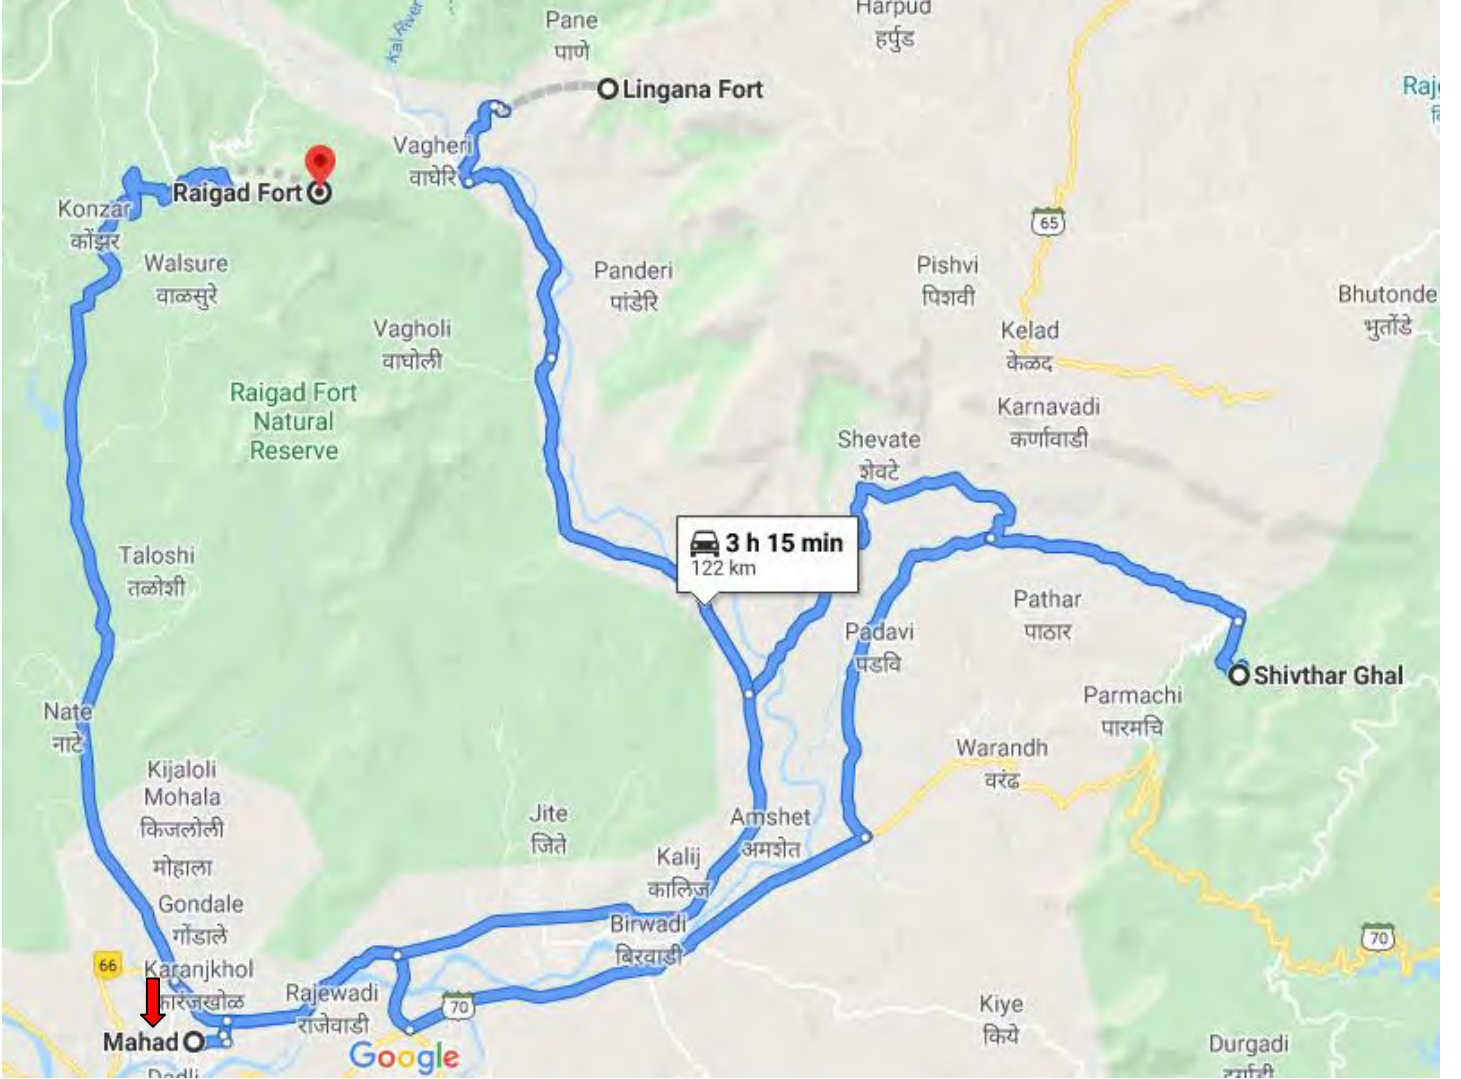 Harpud
हर्पुड
Pane
पाणे
Kal River
Lingana Fort
Vagheri
वाघेरि
Raigad Fort
Konzar
कोंझर
65
Walsure
वाळसुरे
Panderi
पांडेरि
Pishvi
पिशवी
Bhutonde
भुतोंडे
Vagholi
वाघोली
Kelad
केळद
Raigad Fort
Natural
Reserve
Karnavadi
कर्णावाडी
Shevate
शेवटे
3 h 15 min
122 km
Taloshi
तळोशी
Pathar
पाठार
Padavi
पडवि
Shivthar Ghal
Parmachi
पारमचि
Nate
नाटे
Warandh
वरंढ
Kijaloli
Mohala
किजलोली
मोहाला
Jite
जिते
Amshet
अमशेत
Kalij
कालिज
Gondale
गोंडाले
Birwadi
बिरवाडी
70
66
Karanjkhol
कारंजखोळ
Rajewadi
राजेवाडी
70
Kiye
किये
Mahad
Google
Durgadi
Dadli